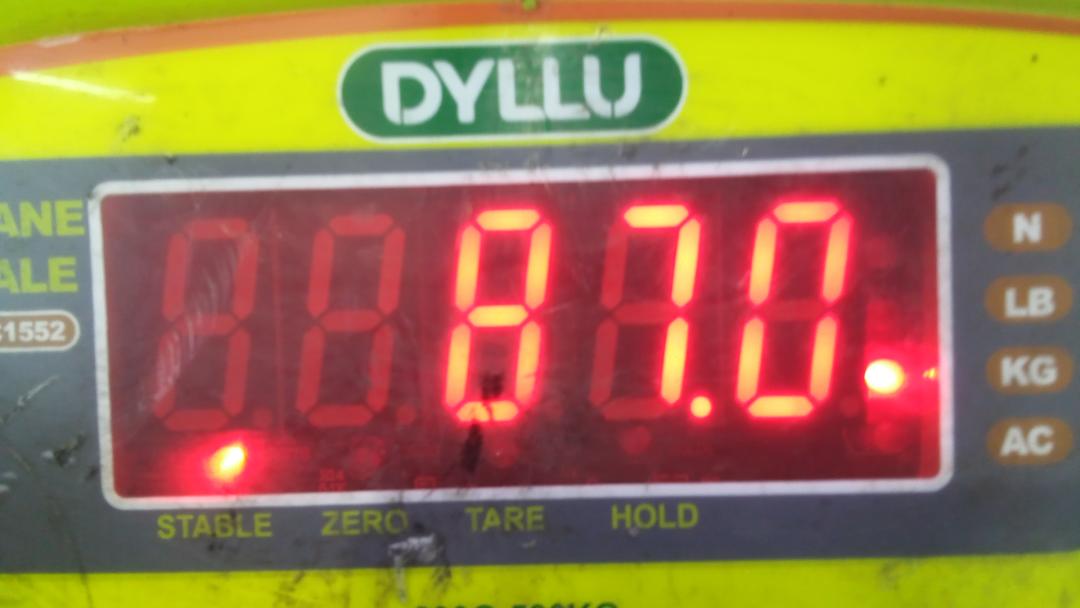 DYLLU
ANE
ALE
1552
87.0
N
LB
KG
AC
STABLE ZERO TARE HOLD